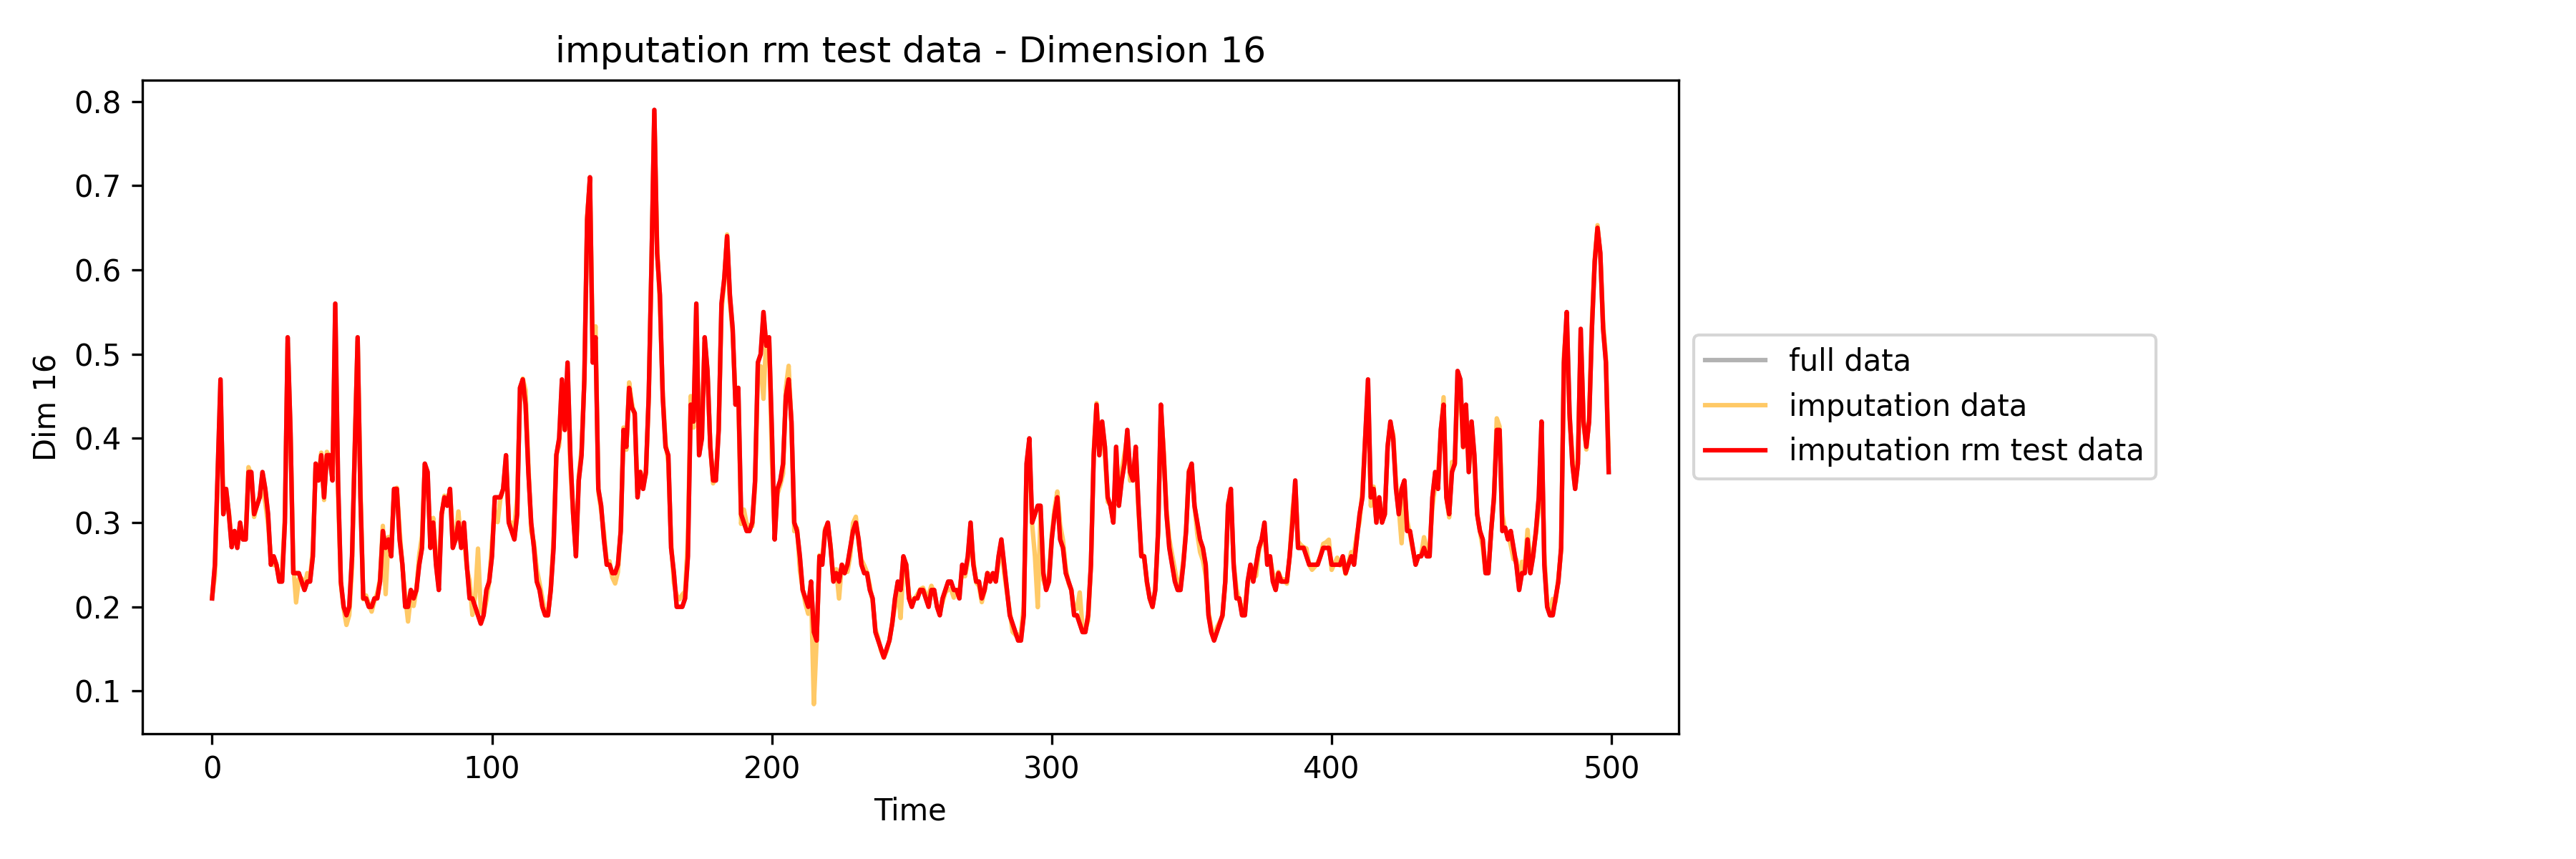 imputation rm test data - Dimension 16
0.8
0.7
0.6
0.5
0.4
0.3
0.2
0.1
Dim 16
0 100 200 300 400 500
Time
full data
imputation data
imputation rm test data